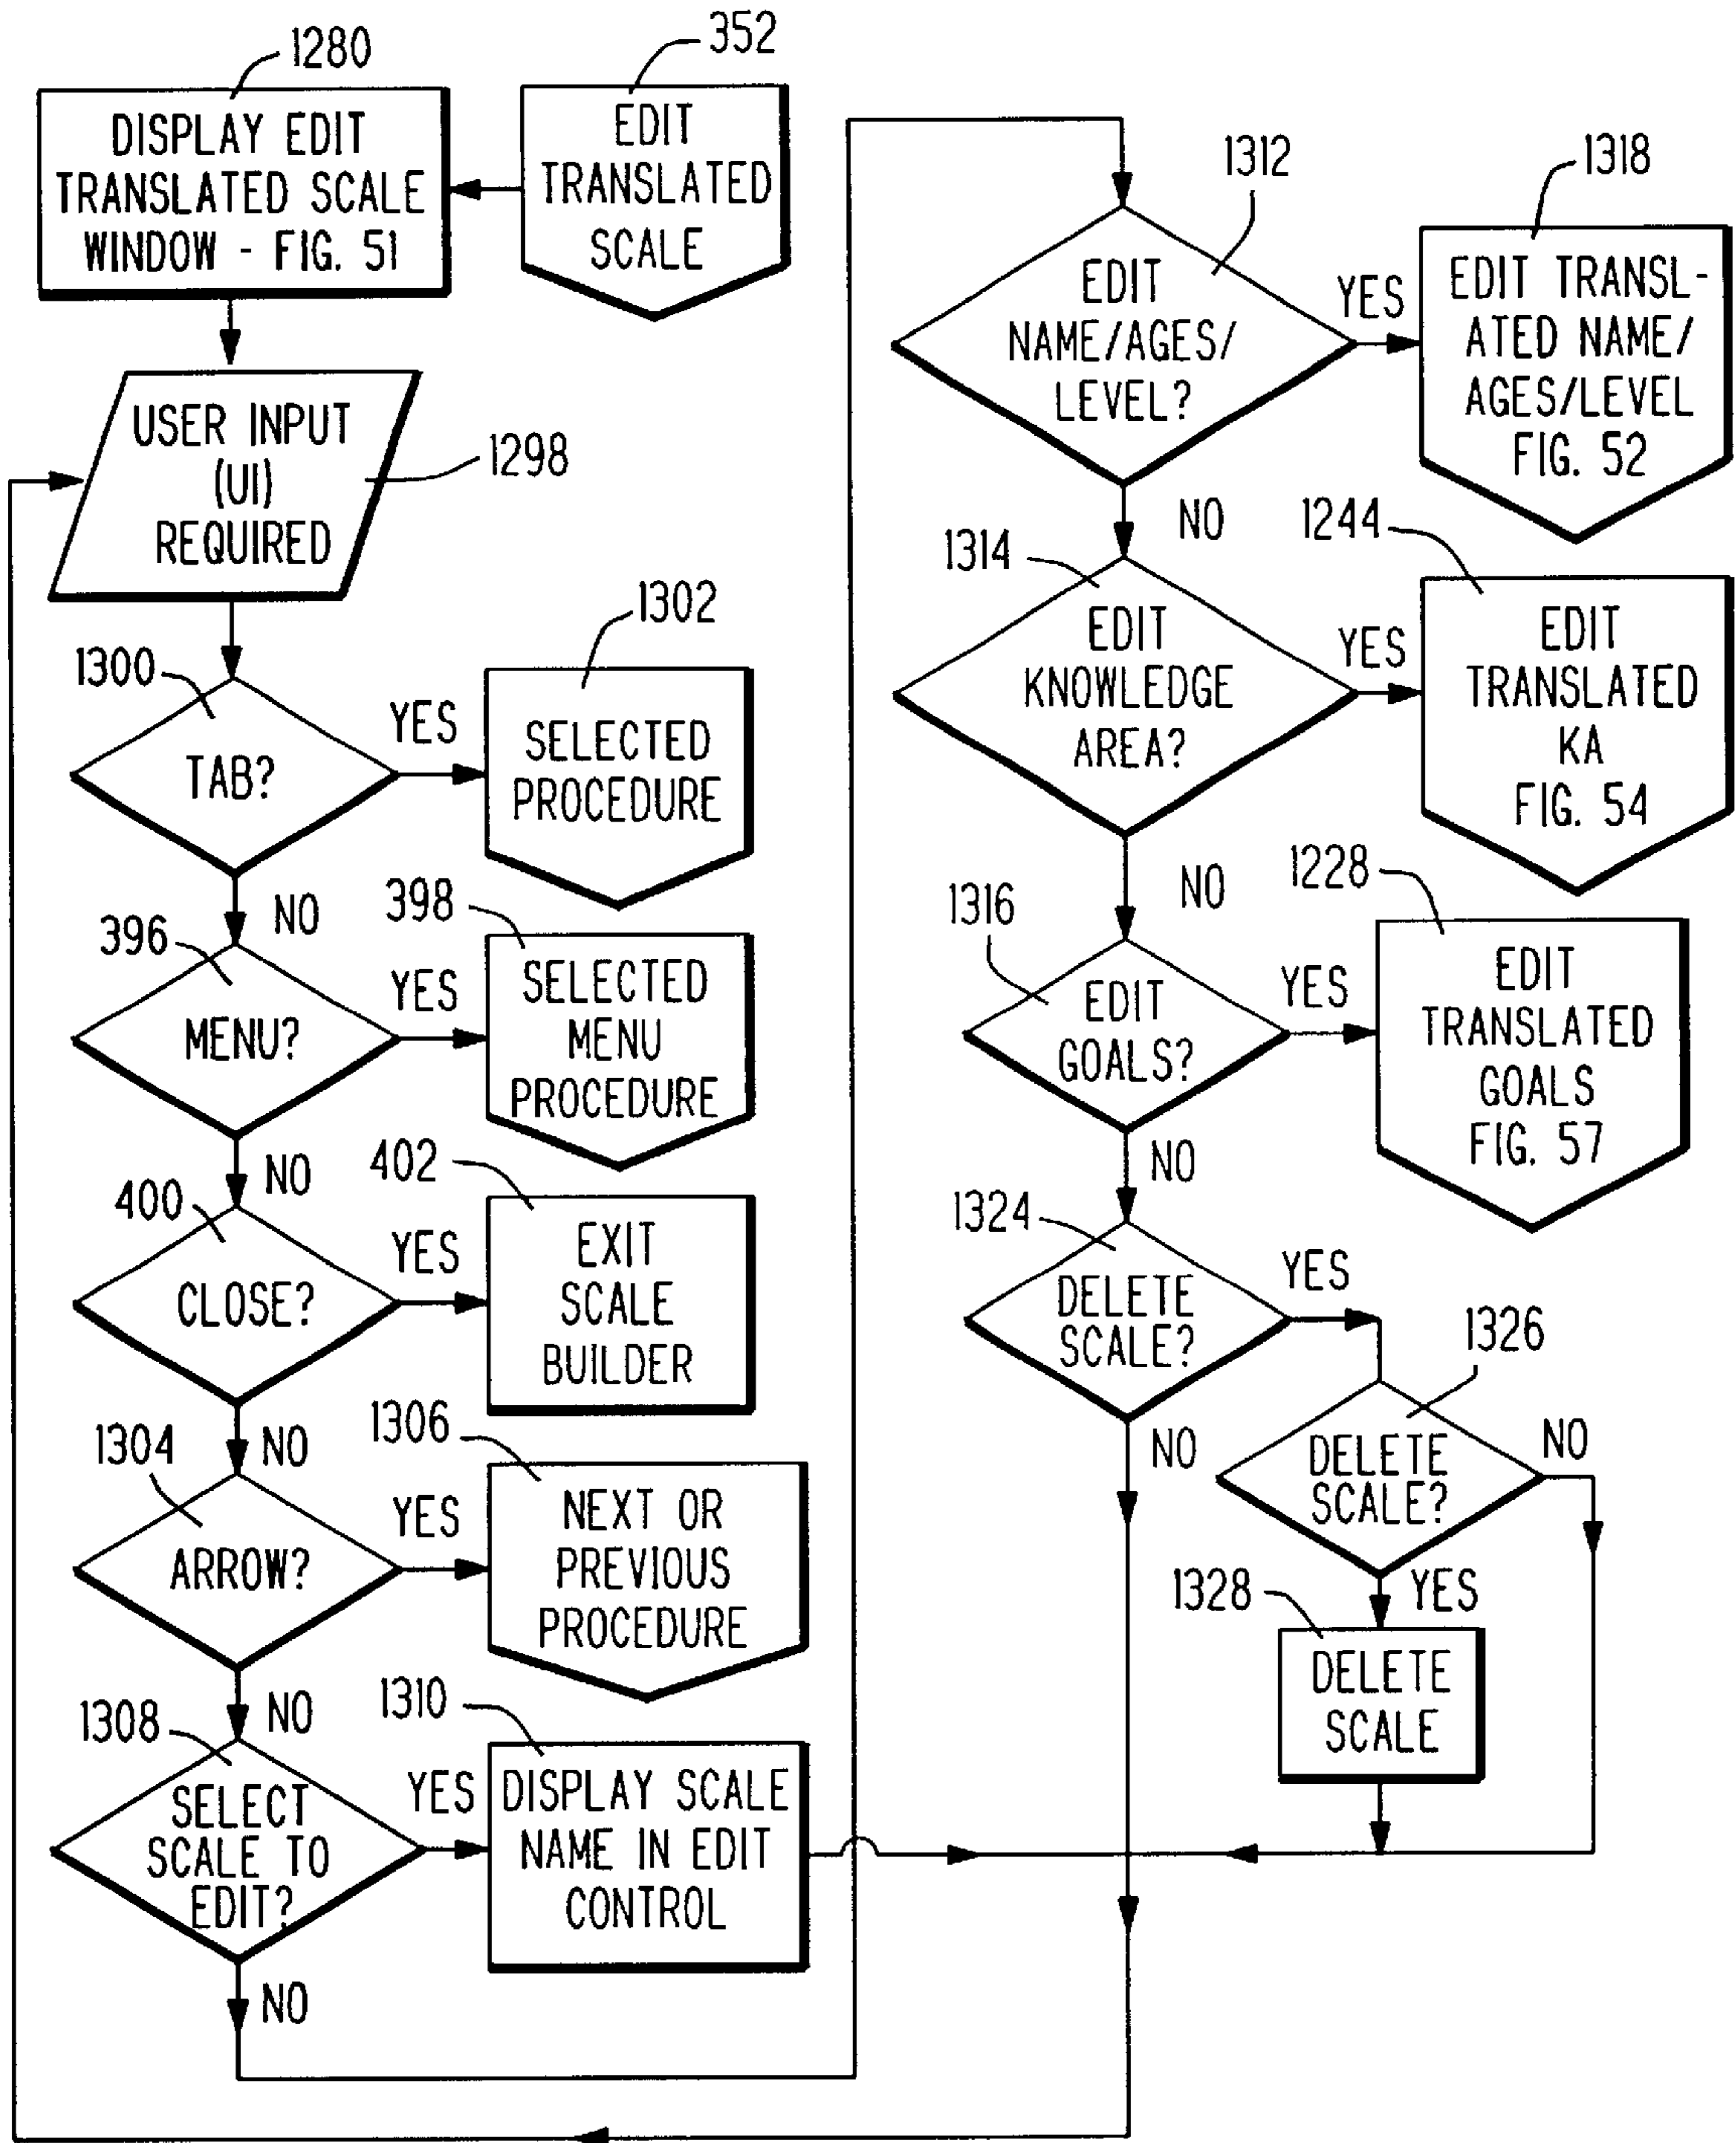 1280
352
DISPLAY EDIT
TRANSLATED SCALE
WINDOW - FIG. 51
EDIT
TRANSLATED
SCALE
USER INPUT
(UI)
REQUIRED
1298
1300
TAB?
YES
1302
SELECTED
PROCEDURE
NO
396
MENU?
YES
398
SELECTED
MENU
PROCEDURE
NO
400
CLOSE?
YES
402
EXIT
SCALE
BUILDER
NO
1304
ARROW?
YES
1306
NEXT OR
PREVIOUS
PROCEDURE
NO
1308
SELECT
SCALE TO
EDIT?
YES
1310
DISPLAY SCALE
NAME IN EDIT
CONTROL
NO
1312
EDIT
NAME/AGES/
LEVEL?
YES
1318
EDIT TRANSL-
ATED NAME/
AGES/LEVEL
FIG. 52
NO
1314
EDIT
KNOWLEDGE
AREA?
YES
1244
EDIT
TRANSLATED
KA
FIG. 54
NO
1316
EDIT
GOALS?
YES
1228
EDIT
TRANSLATED
GOALS
FIG. 57
NO
1324
DELETE
SCALE?
YES
NO
1326
DELETE
SCALE?
NO
YES
1328
DELETE
SCALE